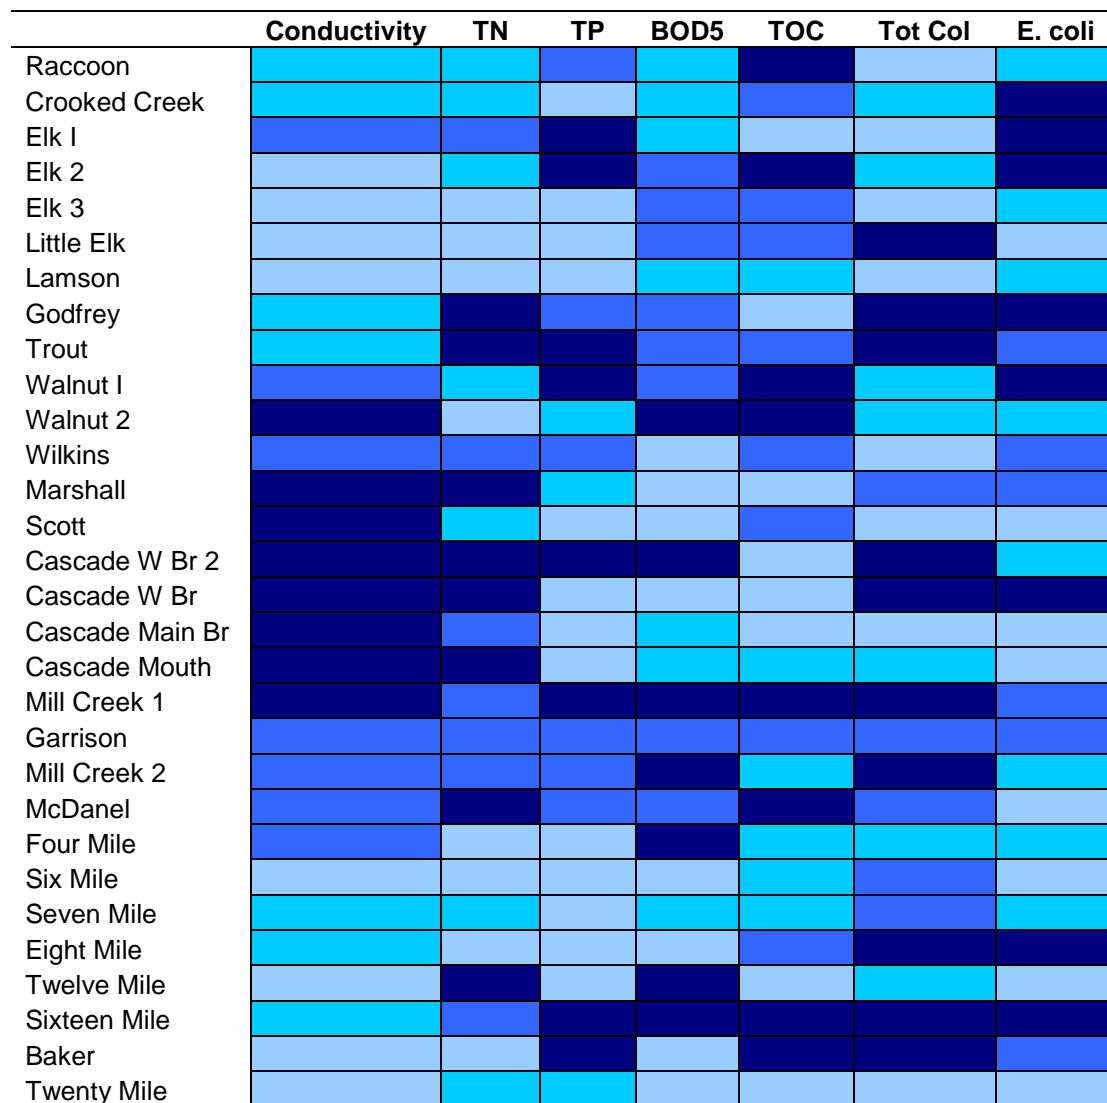 Conductivity TN TP BOD5 TOC Tot Col E. coli
Raccoon
Crooked Creek
Elk I
Elk 2
Elk 3
Little Elk
Lamson
Godfrey
Trout
Walnut I
Walnut 2
Wilkins
Marshall
Scott
Cascade W Br 2
Cascade W Br
Cascade Main Br
Cascade Mouth
Mill Creek 1
Garrison
Mill Creek 2
McDanel
Four Mile
Six Mile
Seven Mile
Eight Mile
Twelve Mile
Sixteen Mile
Baker
Twenty Mile